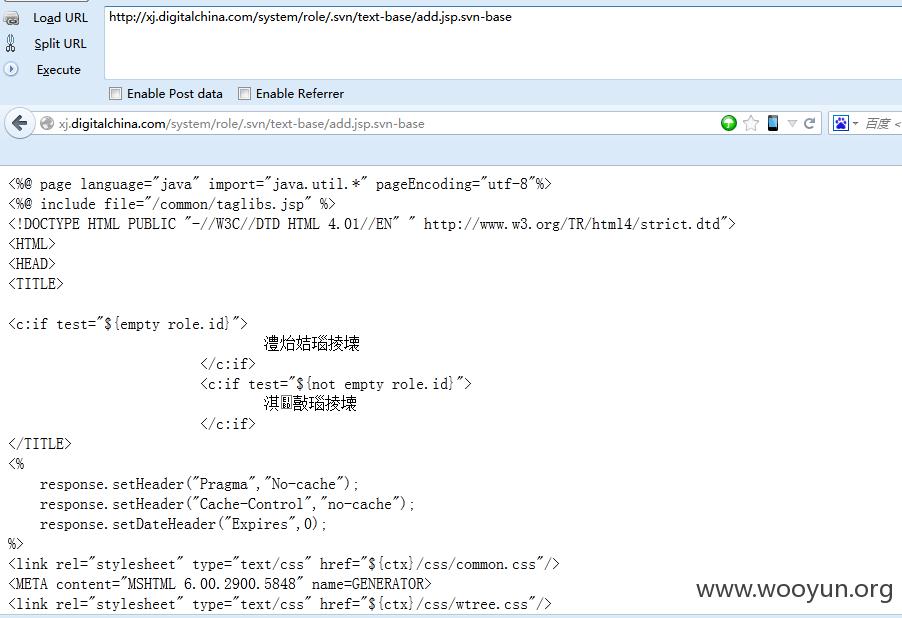 Load URL
http://xj.digitalchina.com/system/role/.svn/text-base/add.jsp.svn-base
Split URL
Execute
Enable Post data Enable Referrer
xj.digitalchina.com/system/role/.svn/text-base/add.jsp.svn-base
百度 <
<%@ page language="java" import="java.util.*" pageEncoding="utf-8"%>
<%@ include file="/common/taglibs.jsp" %>
<!DOCTYPE HTML PUBLIC "-//W3C//DTD HTML 4.01//EN" " http://www.w3.org/TR/html4/strict.dtd">
<HTML>
<HEAD>
<TITLE>
<c:if test="${empty role.id}">
澧炲姞瑙掕壊
</c:if>
<c:if test="${not empty role.id}">
淇敼瑙掕壊
</c:if>
</TITLE>
<%
response.setHeader("Pragma","No-cache");
response.setHeader("Cache-Control","no-cache");
response.setDateHeader("Expires",0);
%>
<link rel="stylesheet" type="text/css" href="${ctx}/css/common.css"/>
<META content="MSHTML 6.00.2900.5848" name=GENERATOR>
<link rel="stylesheet" type="text/css" href="${ctx}/css/wtree.css"/>
www.wooyun.org